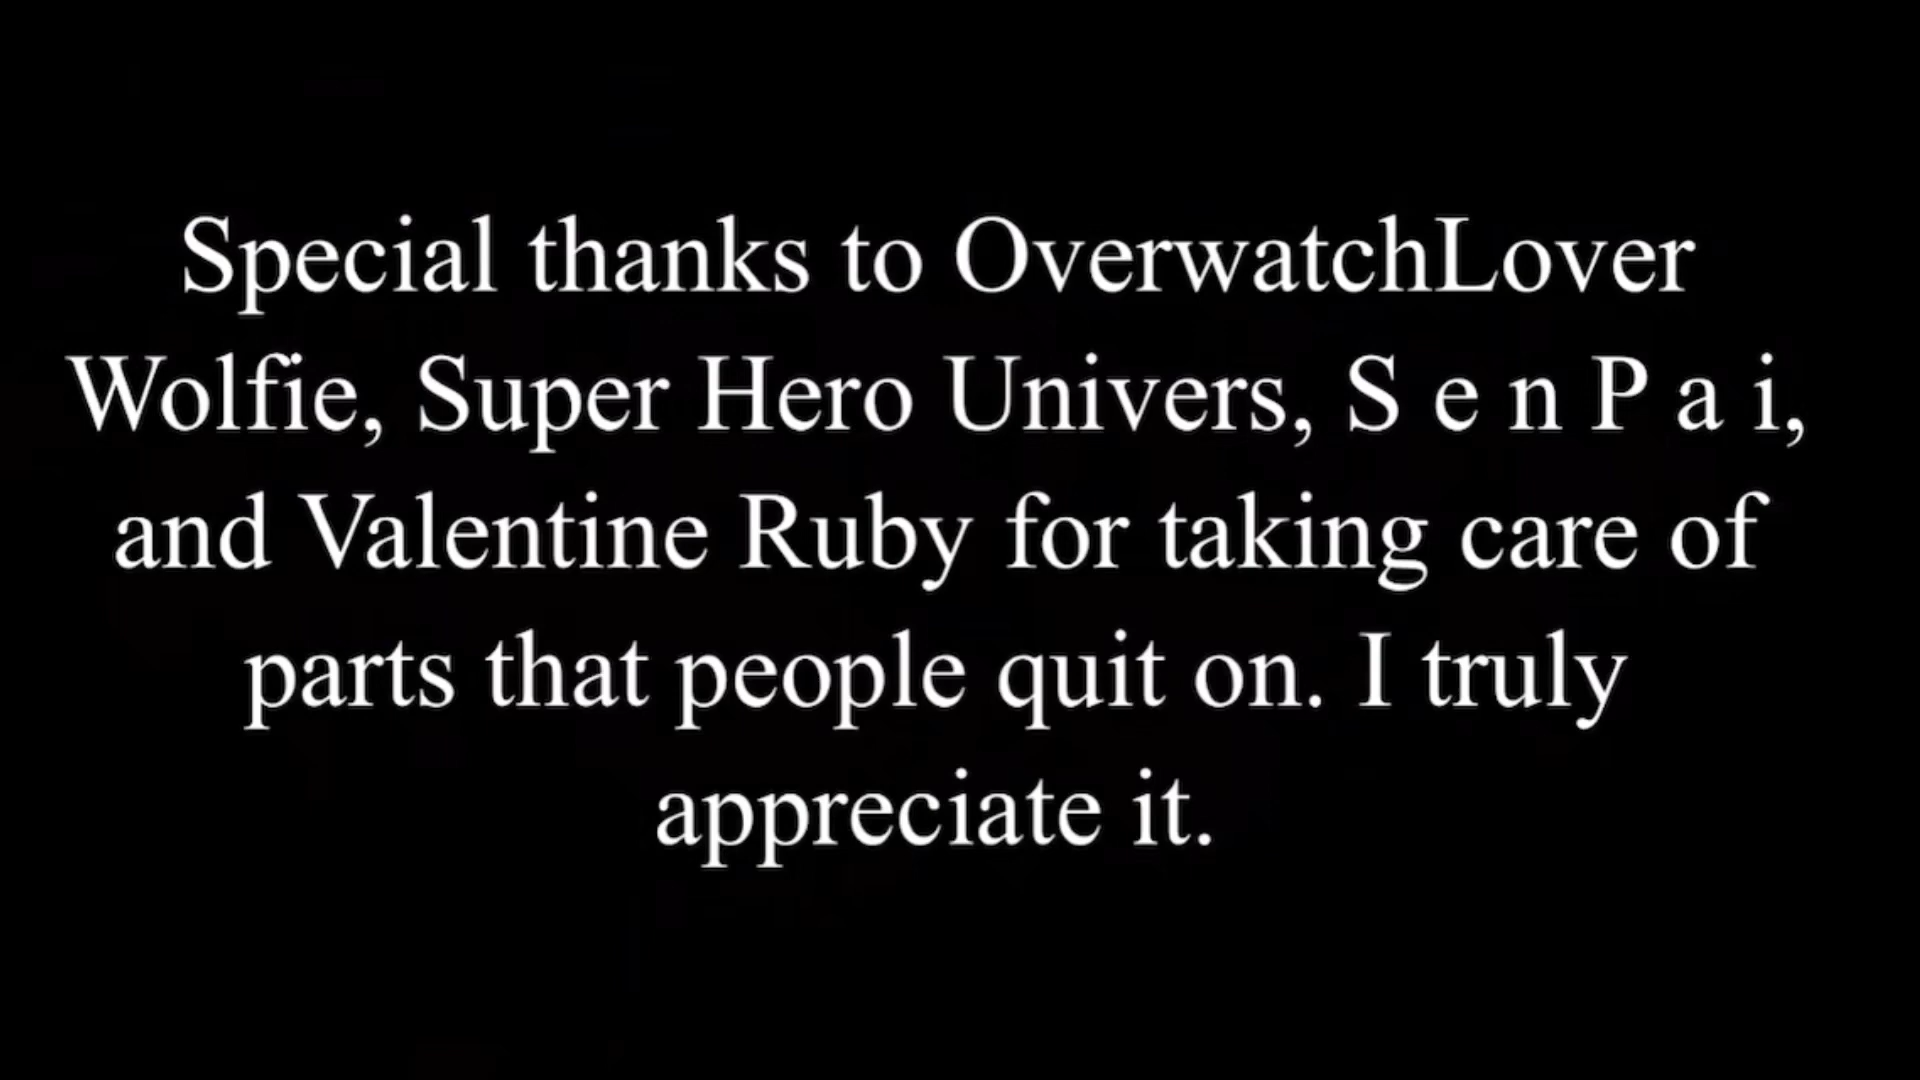 Special thanks to OverwatchLover
Wolfie, Super Hero Univers, S e n P a i,
and Valentine Ruby for taking care of
parts that people quit on. I truly
appreciate it.